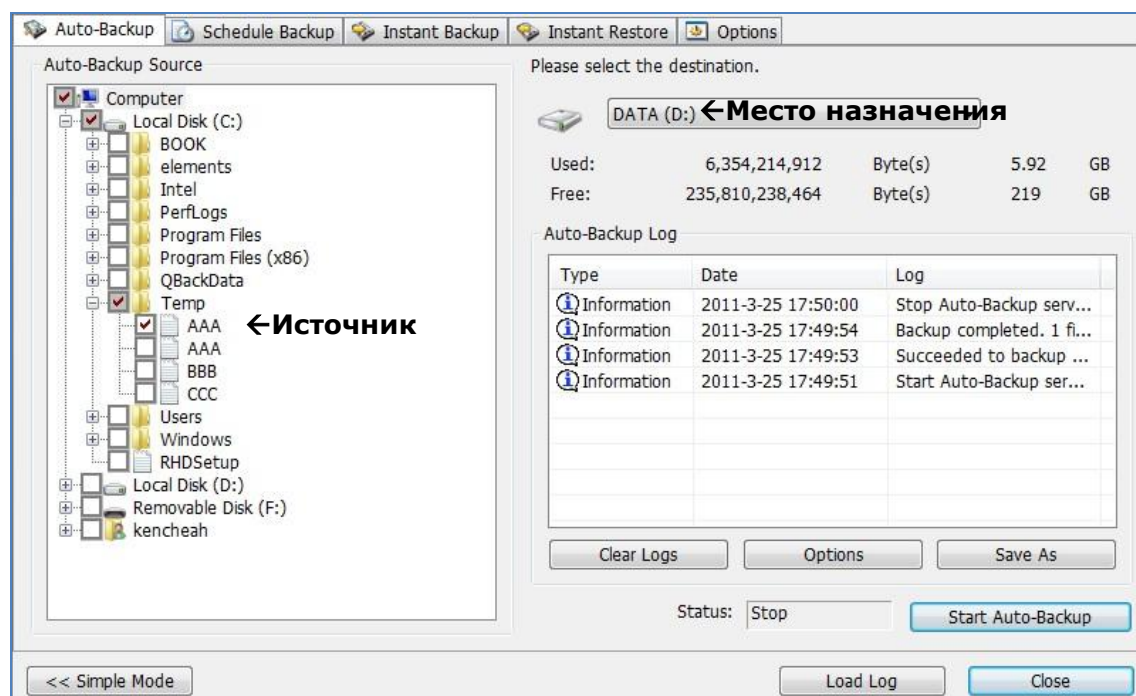 Auto-Backup
Schedule Backup
Instant Backup
Instant Restore
Options
Auto-Backup Source
Computer
Local Disk (C:)
BOOK
elements
Intel
PerfLogs
Program Files
Program Files (x86)
QBackData
Temp
AAA ←Источник
AAA
BBB
CCC
Users
Windows
RHDSetup
Local Disk (D:)
Removable Disk (F:)
kencheah
Please select the destination.
DATA (D:) ←Место назначения
Used: 6,354,214,912 Byte(s) 5.92 GB
Free: 235,810,238,464 Byte(s) 219 GB
Auto-Backup Log
Type Date Log
Information 2011-3-25 17:50:00 Stop Auto-Backup serv...
Information 2011-3-25 17:49:54 Backup completed. 1 fi...
Information 2011-3-25 17:49:53 Succeeded to backup ...
Information 2011-3-25 17:49:51 Start Auto-Backup ser...
Clear Logs
Options
Save As
Status: Stop
Start Auto-Backup
<< Simple Mode
Load Log
Close